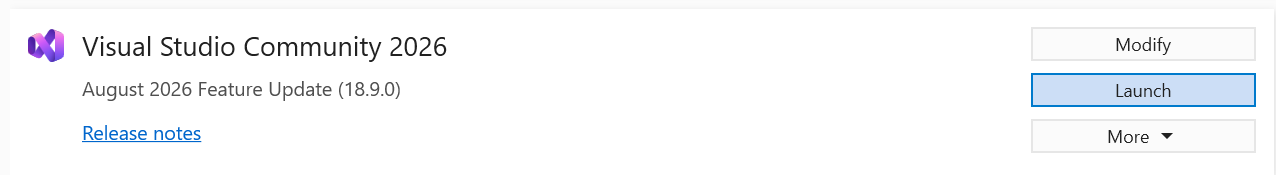 Visual Studio Community 2026
August 2026 Feature Update (18.9.0)
Release notes
Modify
Launch
More